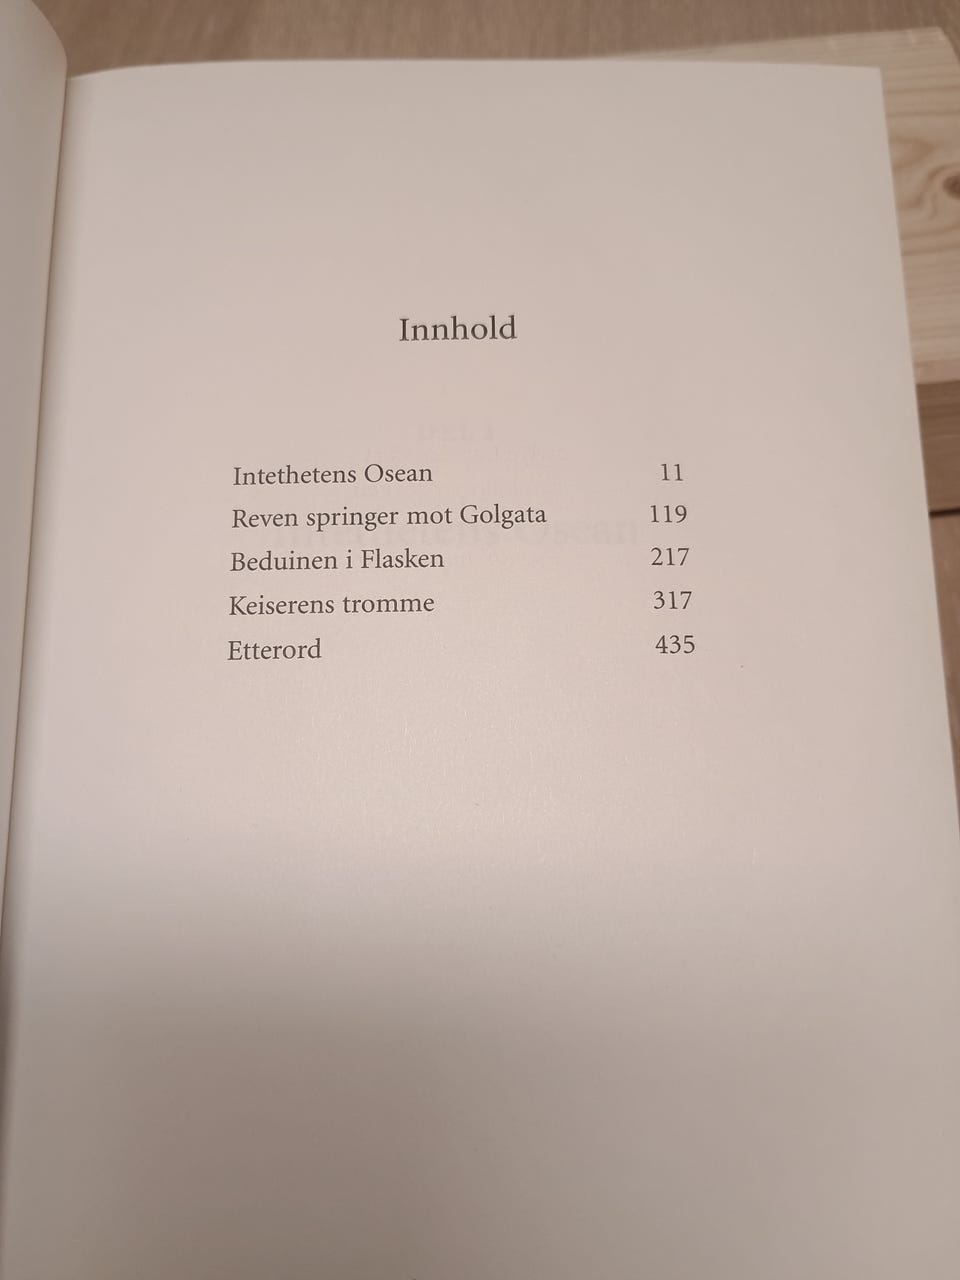 Innhold
Intethetens Osean 11
Reven springer mot Golgata 119
Beduinen i Flasken 217
Keiserens tromme 317
Etterord 435